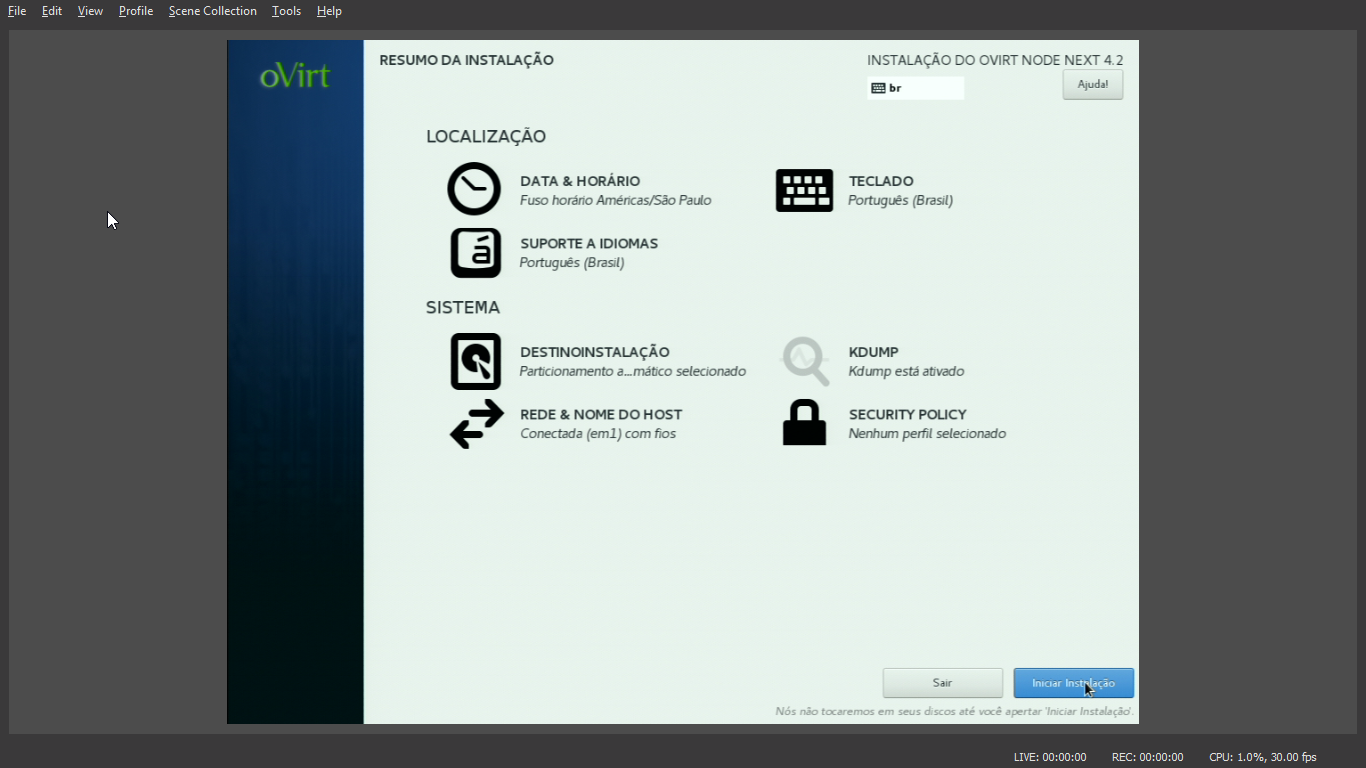 File Edit View Profile Scene Collection Tools Help
oVirt
RESUMO DA INSTALAÇÃO
INSTALAÇÃO DO OVIRT NODE NEXT 4.2
br
Ajuda!
LOCALIZAÇÃO
DATA & HORÁRIO
Fuso horário Américas/São Paulo
TECLADO
Português (Brasil)
á
SUPORTE A IDIOMAS
Português (Brasil)
SISTEMA
DESTINOINSTALAÇÃO
Particionamento a...mático selecionado
KDUMP
Kdump está ativado
REDE & NOME DO HOST
Conectada (em1) com fios
SECURITY POLICY
Nenhum perfil selecionado
Sair
Iniciar Instalação
Nós não tocaremos em seus discos até você apertar 'Iniciar Instalação'.
LIVE: 00:00:00 REC: 00:00:00 CPU: 1.0%, 30.00 fps